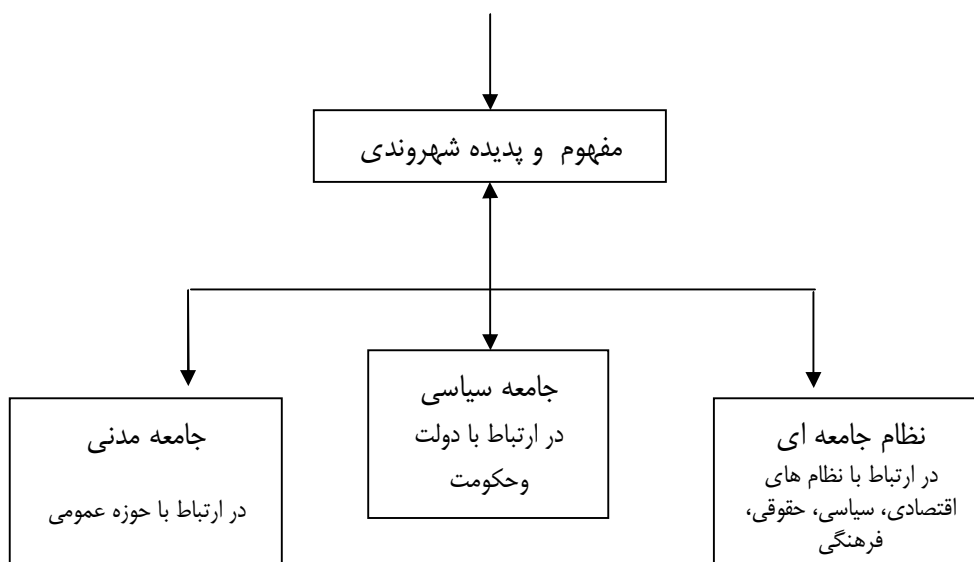 مفهوم و پدیده شهروندی
نظام جامعه ای
در ارتباط با نظام های
اقتصادی، سیاسی، حقوقی،
فرهنگی
جامعه سیاسی
در ارتباط با دولت
وحکومت
جامعه مدنی
در ارتباط با حوزه عمومی